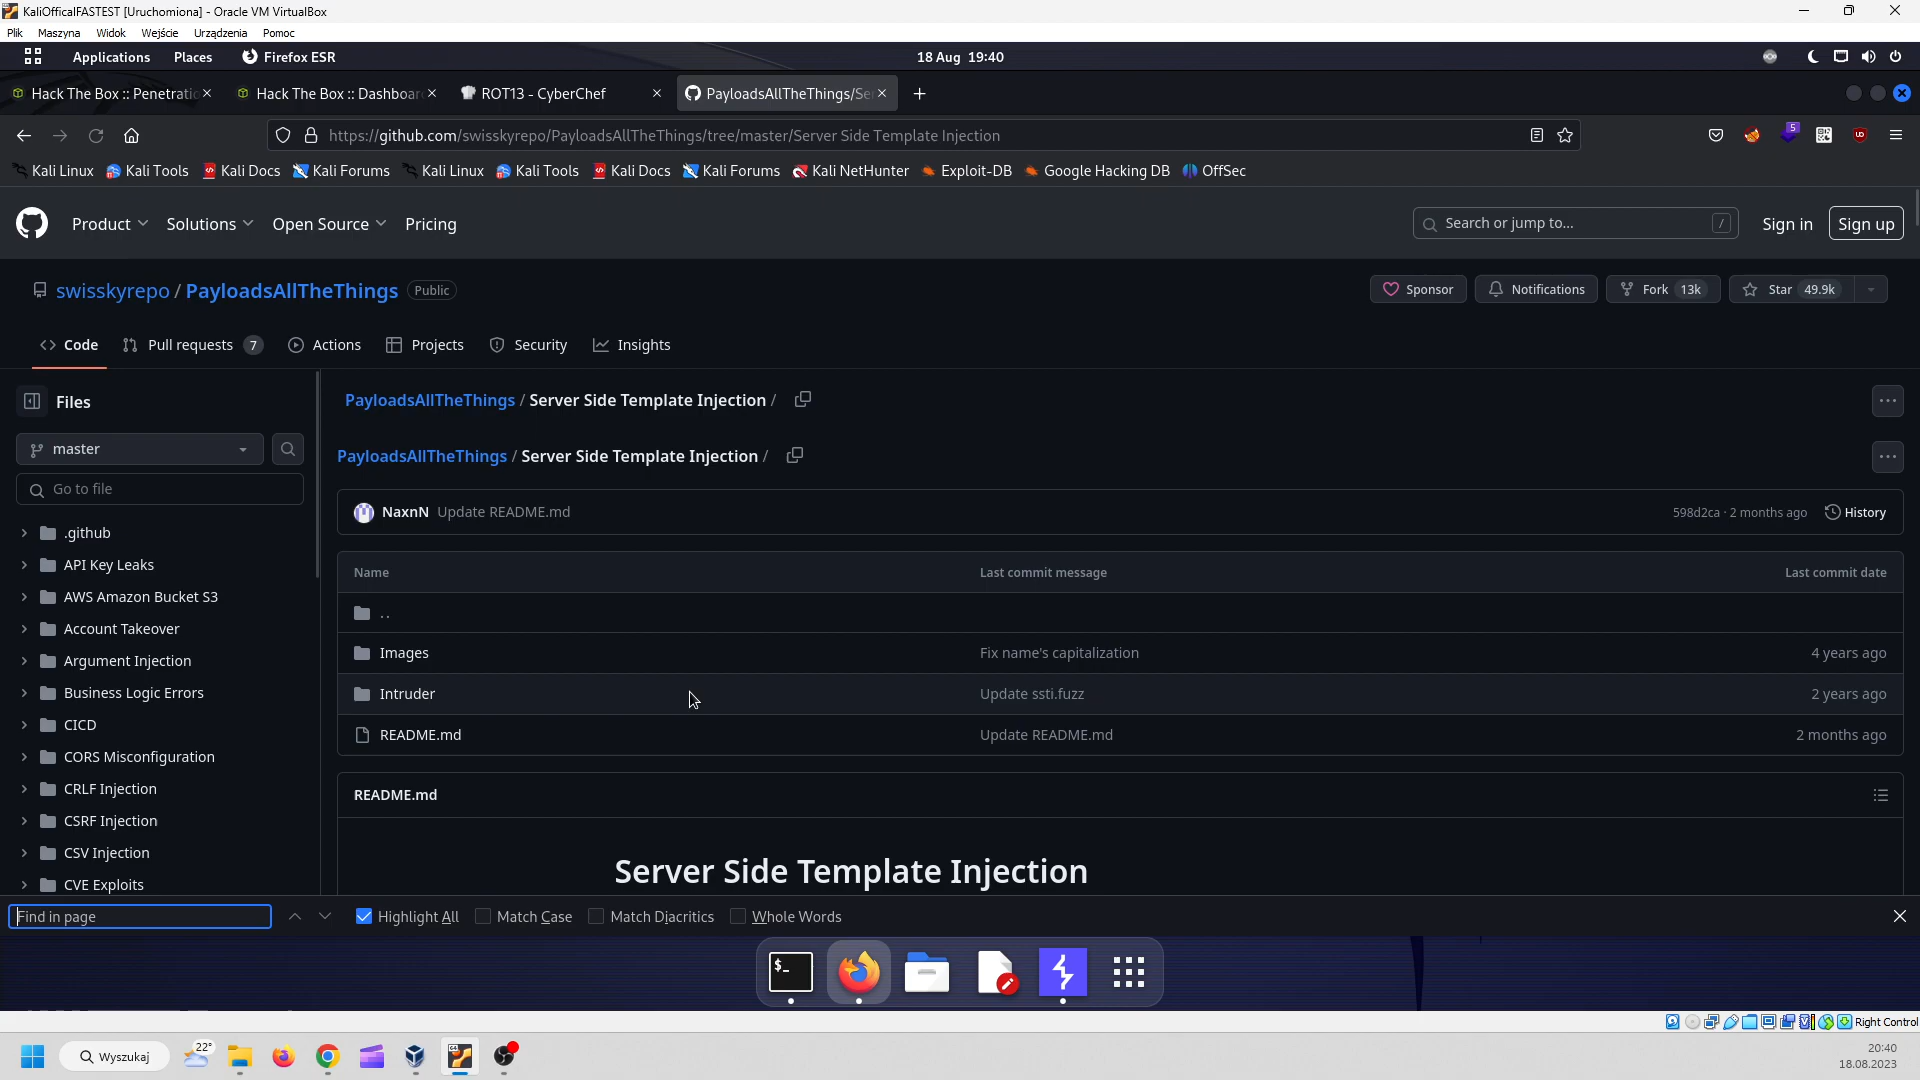 KaliOfficalFASTEST [Uruchomiona] - Oracle VM VirtualBox
Plik Maszyna Widok Wejście Urządzenia Pomoc
Applications Places Firefox ESR 18 Aug 19:40
Hack The Box :: Penetratio Hack The Box :: Dashboar ROT13 - CyberChef PayloadsAllTheThings/Se
https://github.com/swisskyrepo/PayloadsAllTheThings/tree/master/Server Side Template Injection 5
Kali Linux Kali Tools Kali Docs Kali Forums Kali Linux Kali Tools Kali Docs Kali Forums Kali NetHunter Exploit-DB Google Hacking DB OffSec
Product Solutions Open Source Pricing Search or jump to... / Sign in Sign up
swisskyrepo / PayloadsAllTheThings Public Sponsor Notifications Fork 13k Star 49.9k
Code Pull requests 7 Actions Projects Security Insights
Files
master
Go to file
.github
API Key Leaks
AWS Amazon Bucket S3
Account Takeover
Argument Injection
Business Logic Errors
CICD
CORS Misconfiguration
CRLF Injection
CSRF Injection
CSV Injection
CVE Exploits
PayloadsAllTheThings / Server Side Template Injection /
PayloadsAllTheThings / Server Side Template Injection /
NaxnN Update README.md 598d2ca · 2 months ago History
Name Last commit message Last commit date
..
Images Fix name's capitalization 4 years ago
Intruder Update ssti.fuzz 2 years ago
README.md Update README.md 2 months ago
README.md
Server Side Template Injection
Find in page Highlight All Match Case Match Diacritics Whole Words
$_
Right Control
Wyszukaj 22° 20:40
18.08.2023